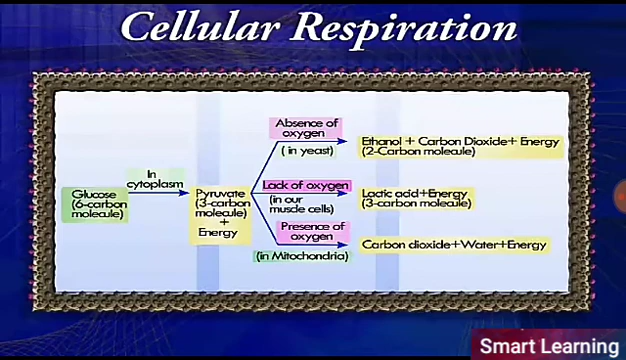 Cellular Respiration
Absence of
oxygen
( in yeast)
Ethanol + Carbon Dioxide+ Energy
(2-Carbon molecule)
In
cytoplasm
Glucose
(6-carbon
molecule)
Pyruvate
(3-carbon
molecule)
+
Energy
Lack of oxygen
(in our
muscle cells)
Lactic acid+Energy
(3-carbon molecule)
Presence of
oxygen
(in Mitochondria)
Carbon dioxide+Water+Energy
Smart Learning